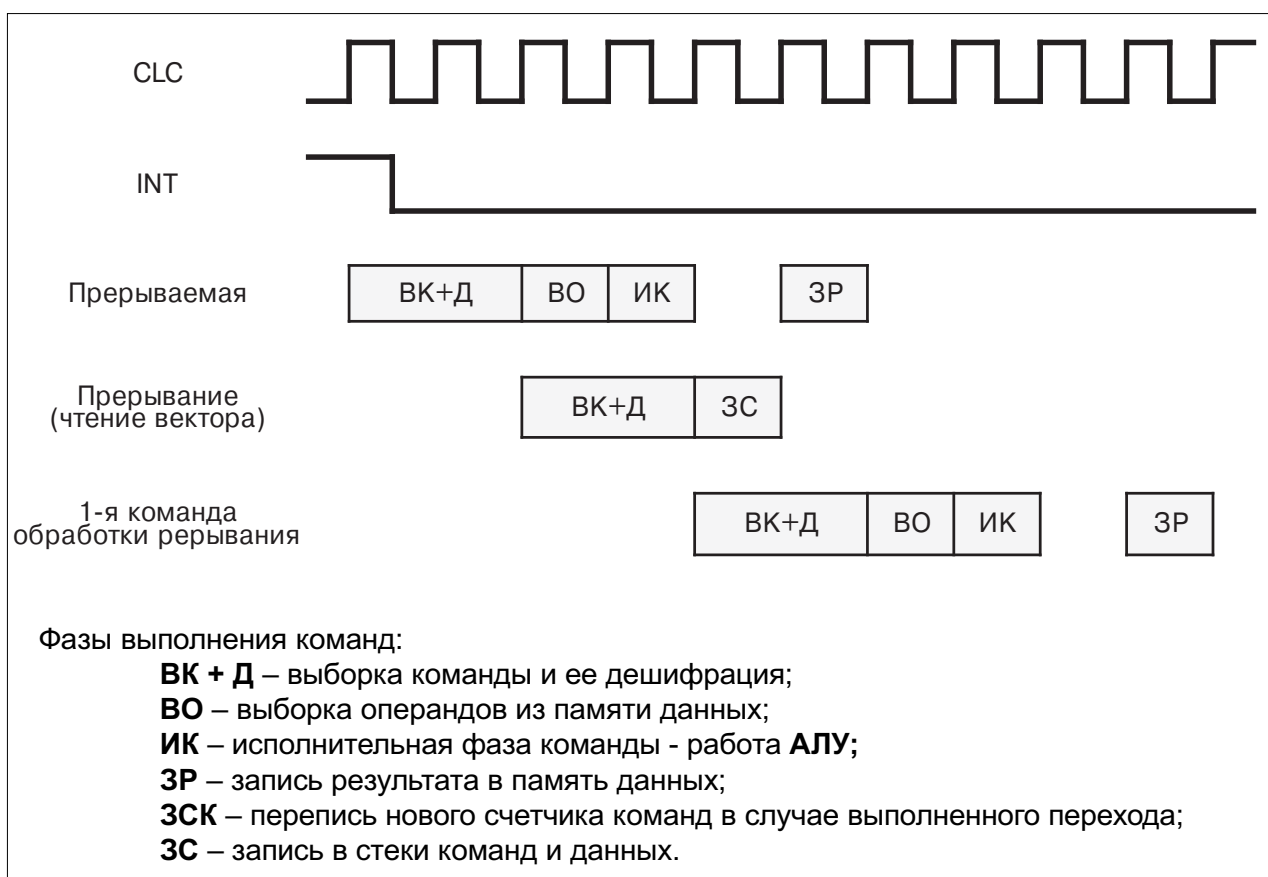 CLC
INT
Прерываемая
ВК+Д ВО ИК ЗР
Прерывание
(чтение вектора)
ВК+Д ЗС
1-я команда
обработки рерывания
ВК+Д ВО ИК ЗР
Фазы выполнения команд:
ВК + Д – выборка команды и ее дешифрация;
ВО – выборка операндов из памяти данных;
ИК – исполнительная фаза команды - работа АЛУ;
ЗР – запись результата в память данных;
ЗСК – перепись нового счетчика команд в случае выполненного перехода;
ЗС – запись в стеки команд и данных.